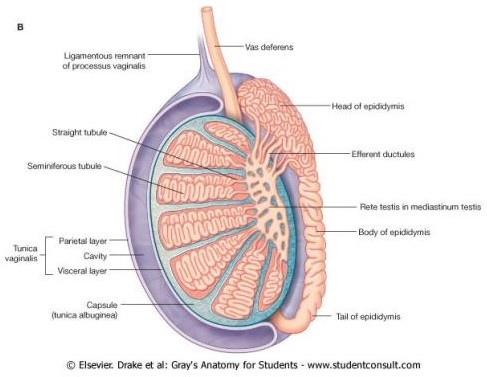 B
Vas deferens
Ligamentous remnant
of processus vaginalis
Head of epididymis
Straight tubule
Efferent ductules
Seminiferous tubule
Rete testis in mediastinum testis
Body of epididymis
Tunica
vaginalis
Parietal layer
Cavity
Visceral layer
Capsule
(tunica albuginea)
Tail of epididymis
© Elsevier. Drake et al: Gray's Anatomy for Students - www.studentconsult.com